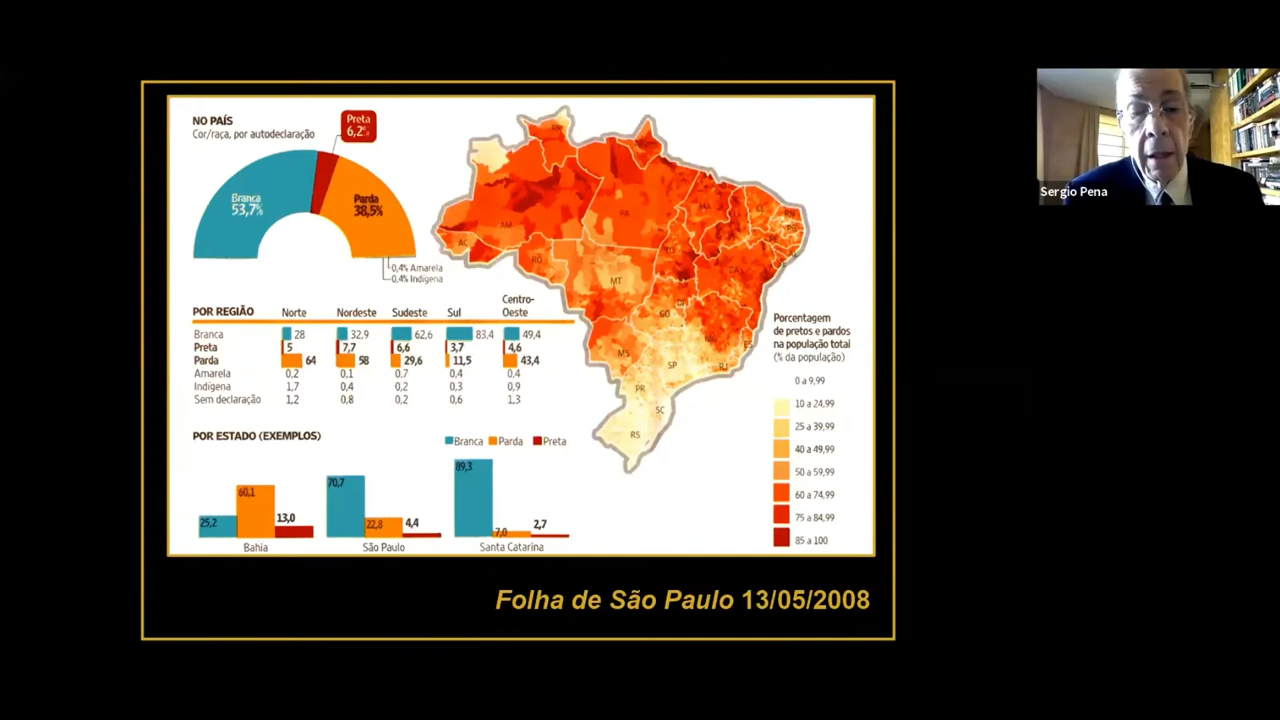 NO PAÍS
Cor/raça, por autodeclaração
Preta
6,2%
Branca
53,7%
Parda
38,5%
0,4% Amarela
0,4% Indígena
POR REGIÃO Norte Nordeste Sudeste Sul Centro-Oeste
Branca 28 32,9 62,6 83,4 49,4
Preta 5 7,7 6,6 3,7 4,6
Parda 64 58 29,6 11,5 43,4
Amarela 0,2 0,1 0,7 0,4 0,4
Indígena 1,7 0,4 0,2 0,3 0,9
Sem declaração 1,2 0,8 0,2 0,6 1,3
POR ESTADO (EXEMPLOS)
Branca Parda Preta
25,2 60,1 13,0
Bahia
70,7 22,8 4,4
São Paulo
89,3 7,0 2,7
Santa Catarina
RR
AM
PA
MA
CE
RN
PB
AC
RO
TO
BA
MT
DF
GO
MG
ES
MS
SP
RJ
PR
SC
RS
Porcentagem
de pretos e pardos
na população total
(% da população)
0 a 9,99
10 a 24,99
25 a 39,99
40 a 49,99
50 a 59,99
60 a 74,99
75 a 84,99
85 a 100
Folha de São Paulo 13/05/2008
Sergio Pena